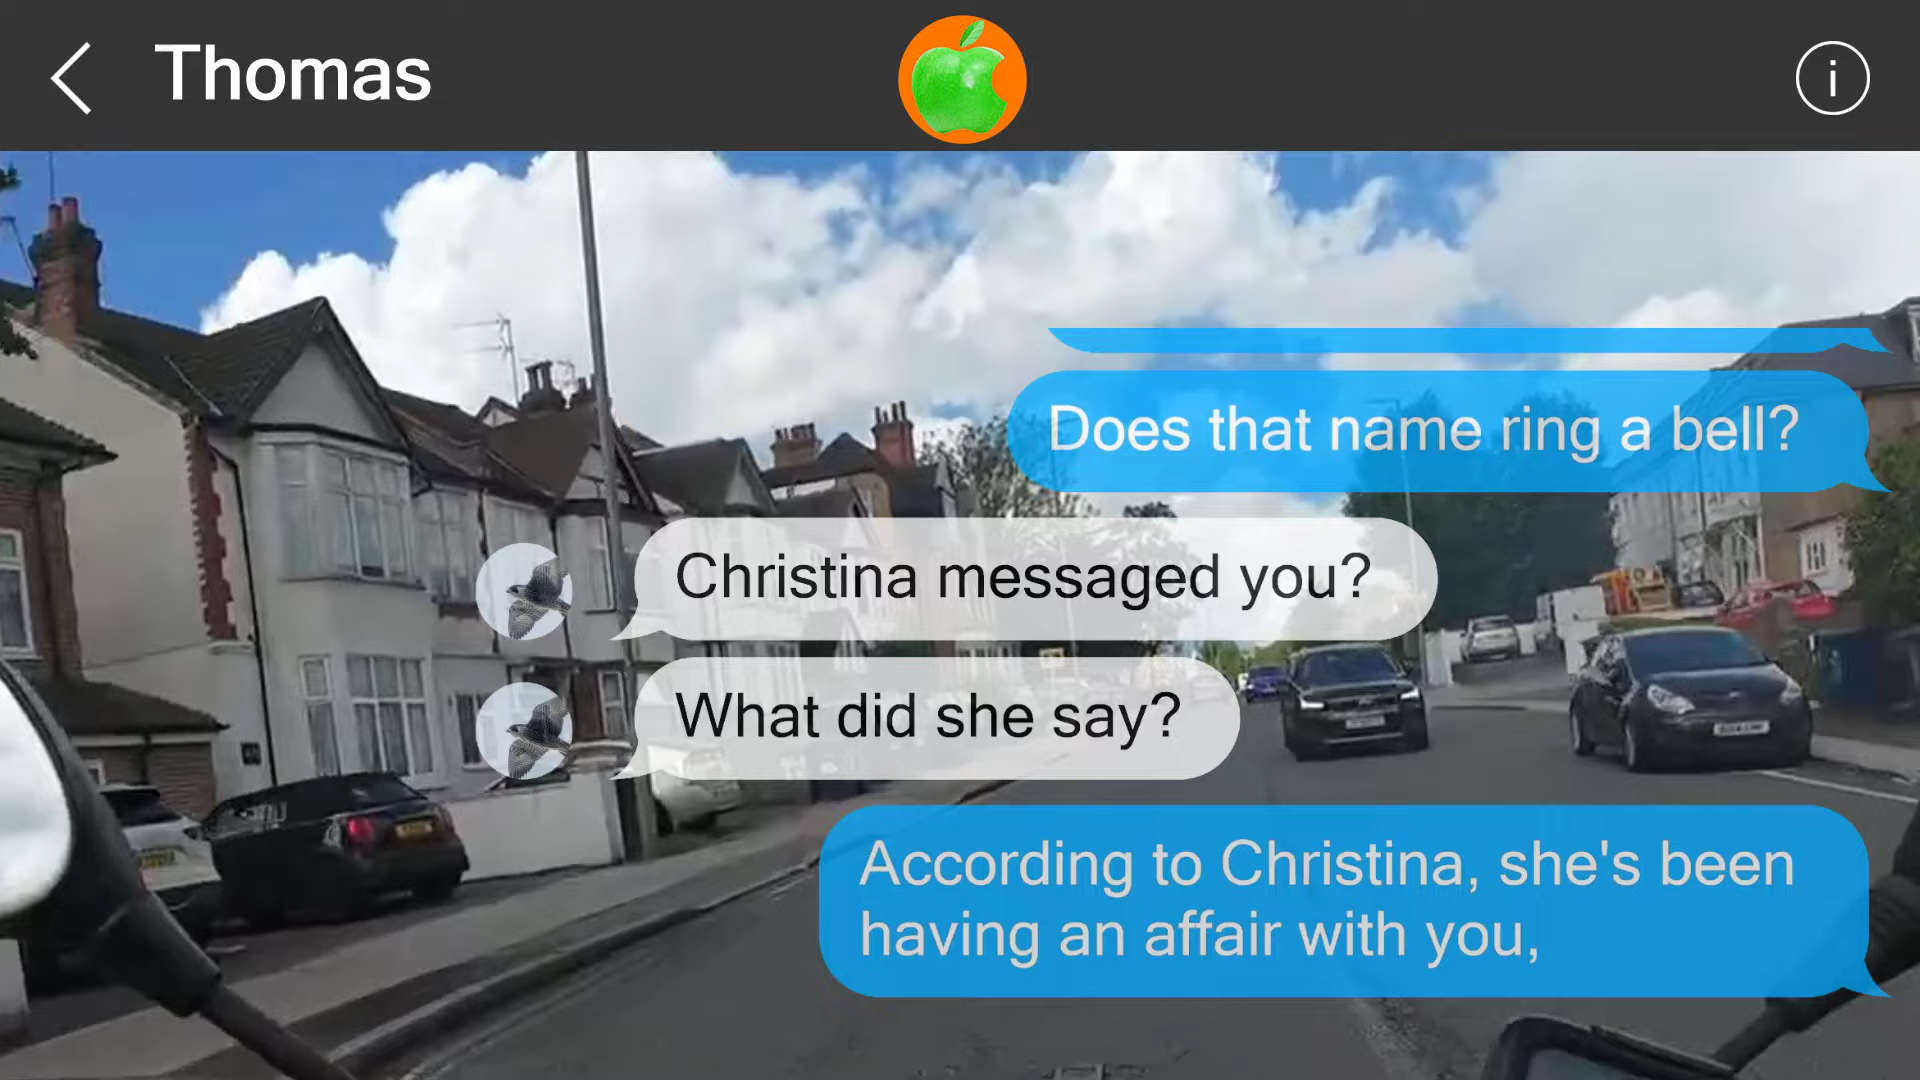 Thomas
i
Does that name ring a bell?
Christina messaged you?
What did she say?
According to Christina, she's been
having an affair with you,